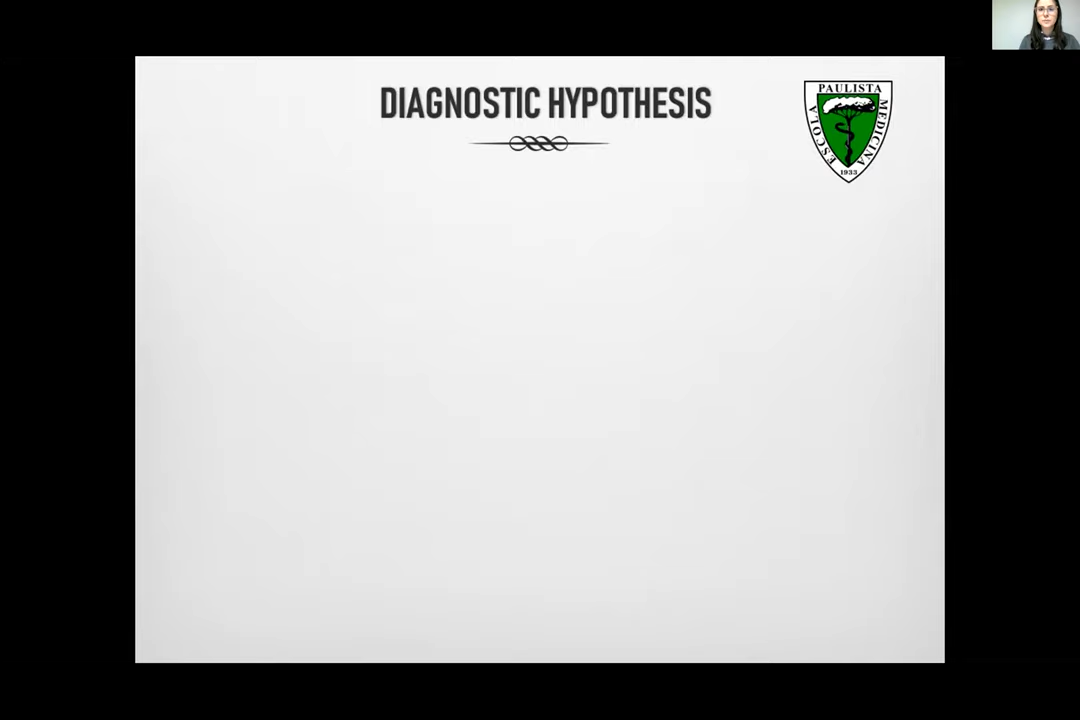 DIAGNOSTIC HYPOTHESIS
PAULISTA
ESCOLA
MEDICINA
1933